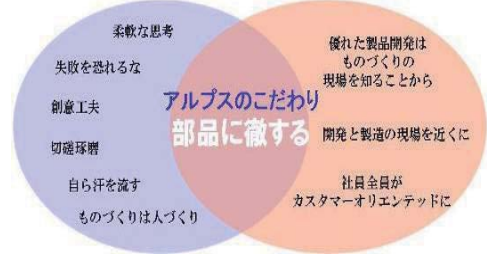 柔軟な思考
失敗を恐れるな
創意工夫
切磋琢磨
自ら汗を流す
ものづくりは人づくり
アルプスのこだわり
部品に徹する
優れた製品開発は
ものづくりの
現場を知ることから
開発と製造の現場を近くに
社員全員が
カスタマーオリエンテッドに